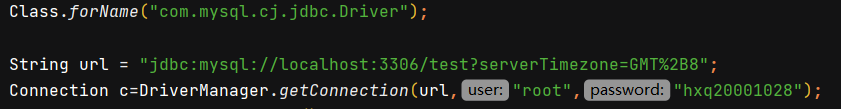 Class.forName("com.mysql.cj.jdbc.Driver");
String url = "jdbc:mysql://localhost:3306/test?serverTimezone=GMT%2B8";
Connection c=DriverManager.getConnection(url, user: "root", password: "hxq20001028");